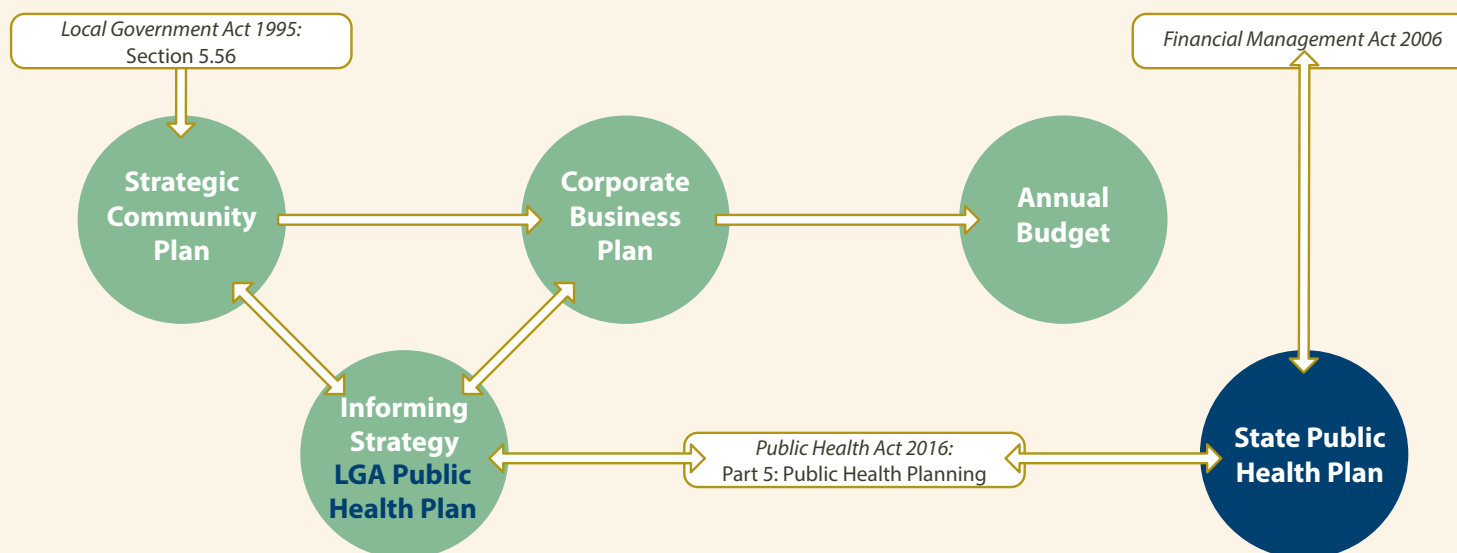 Local Government Act 1995:
Section 5.56
Financial Management Act 2006
Strategic
Community
Plan
Corporate
Business
Plan
Annual
Budget
Informing
Strategy
LGA Public
Health Plan
Public Health Act 2016:
Part 5: Public Health Planning
State Public
Health Plan